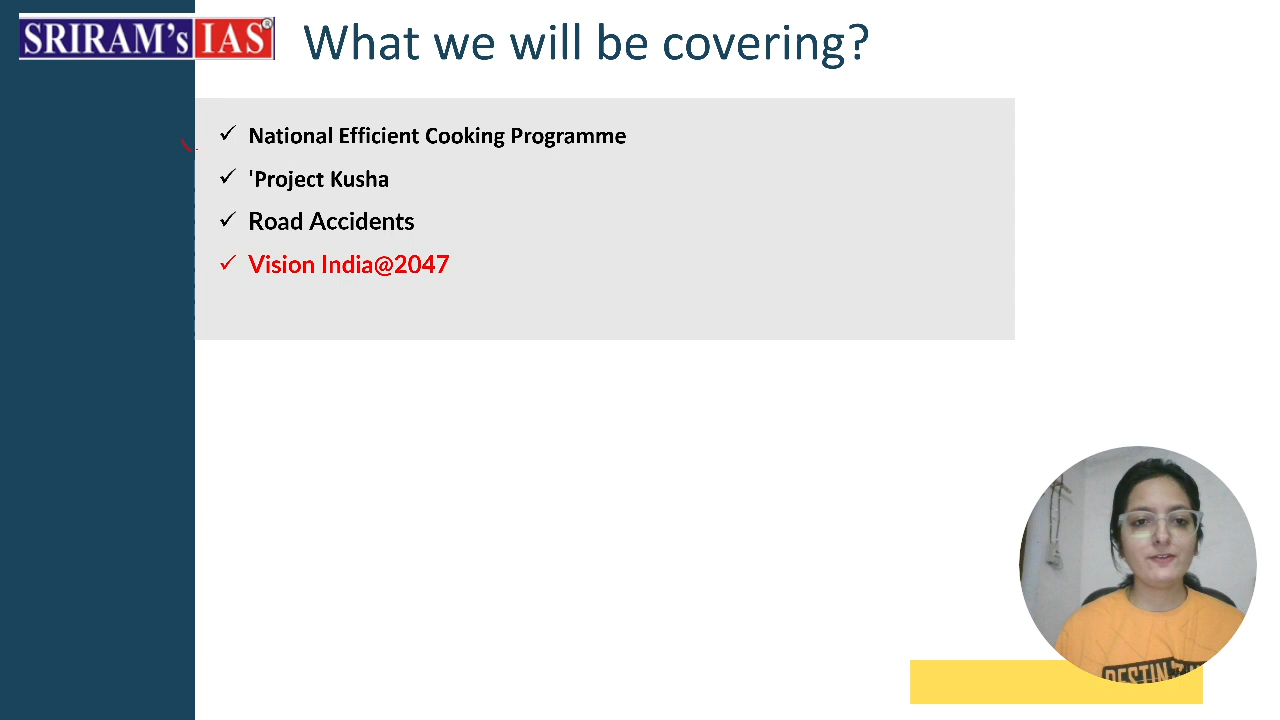 SRIRAM's IAS®
What we will be covering?
✓ National Efficient Cooking Programme
✓ 'Project Kusha
✓ Road Accidents
✓ Vision India@2047